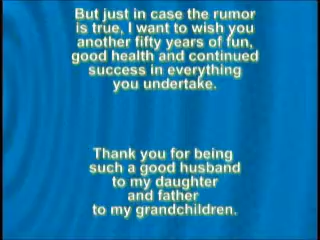 But just in case the rumor
is true, I want to wish you
another fifty years of fun,
good health and continued
success in everything
you undertake.
Thank you for being
such a good husband
to my daughter
and father
to my grandchildren.